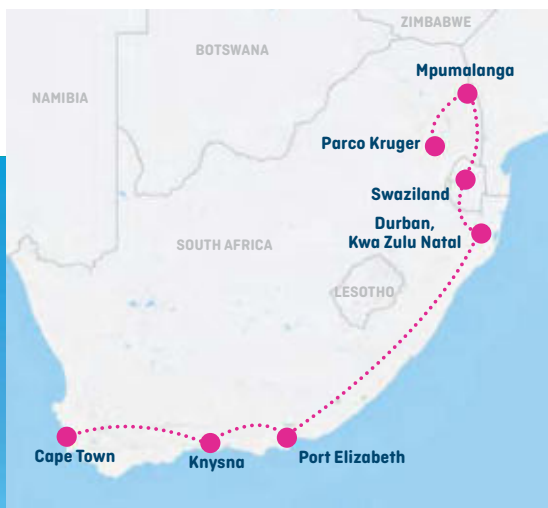 ZIMBABWE
BOTSWANA
Mpumalanga
NAMIBIA
Parco Kruger
Swaziland
Durban,
Kwa Zulu Natal
SOUTH AFRICA
LESOTHO
Cape Town
Knysna
Port Elizabeth